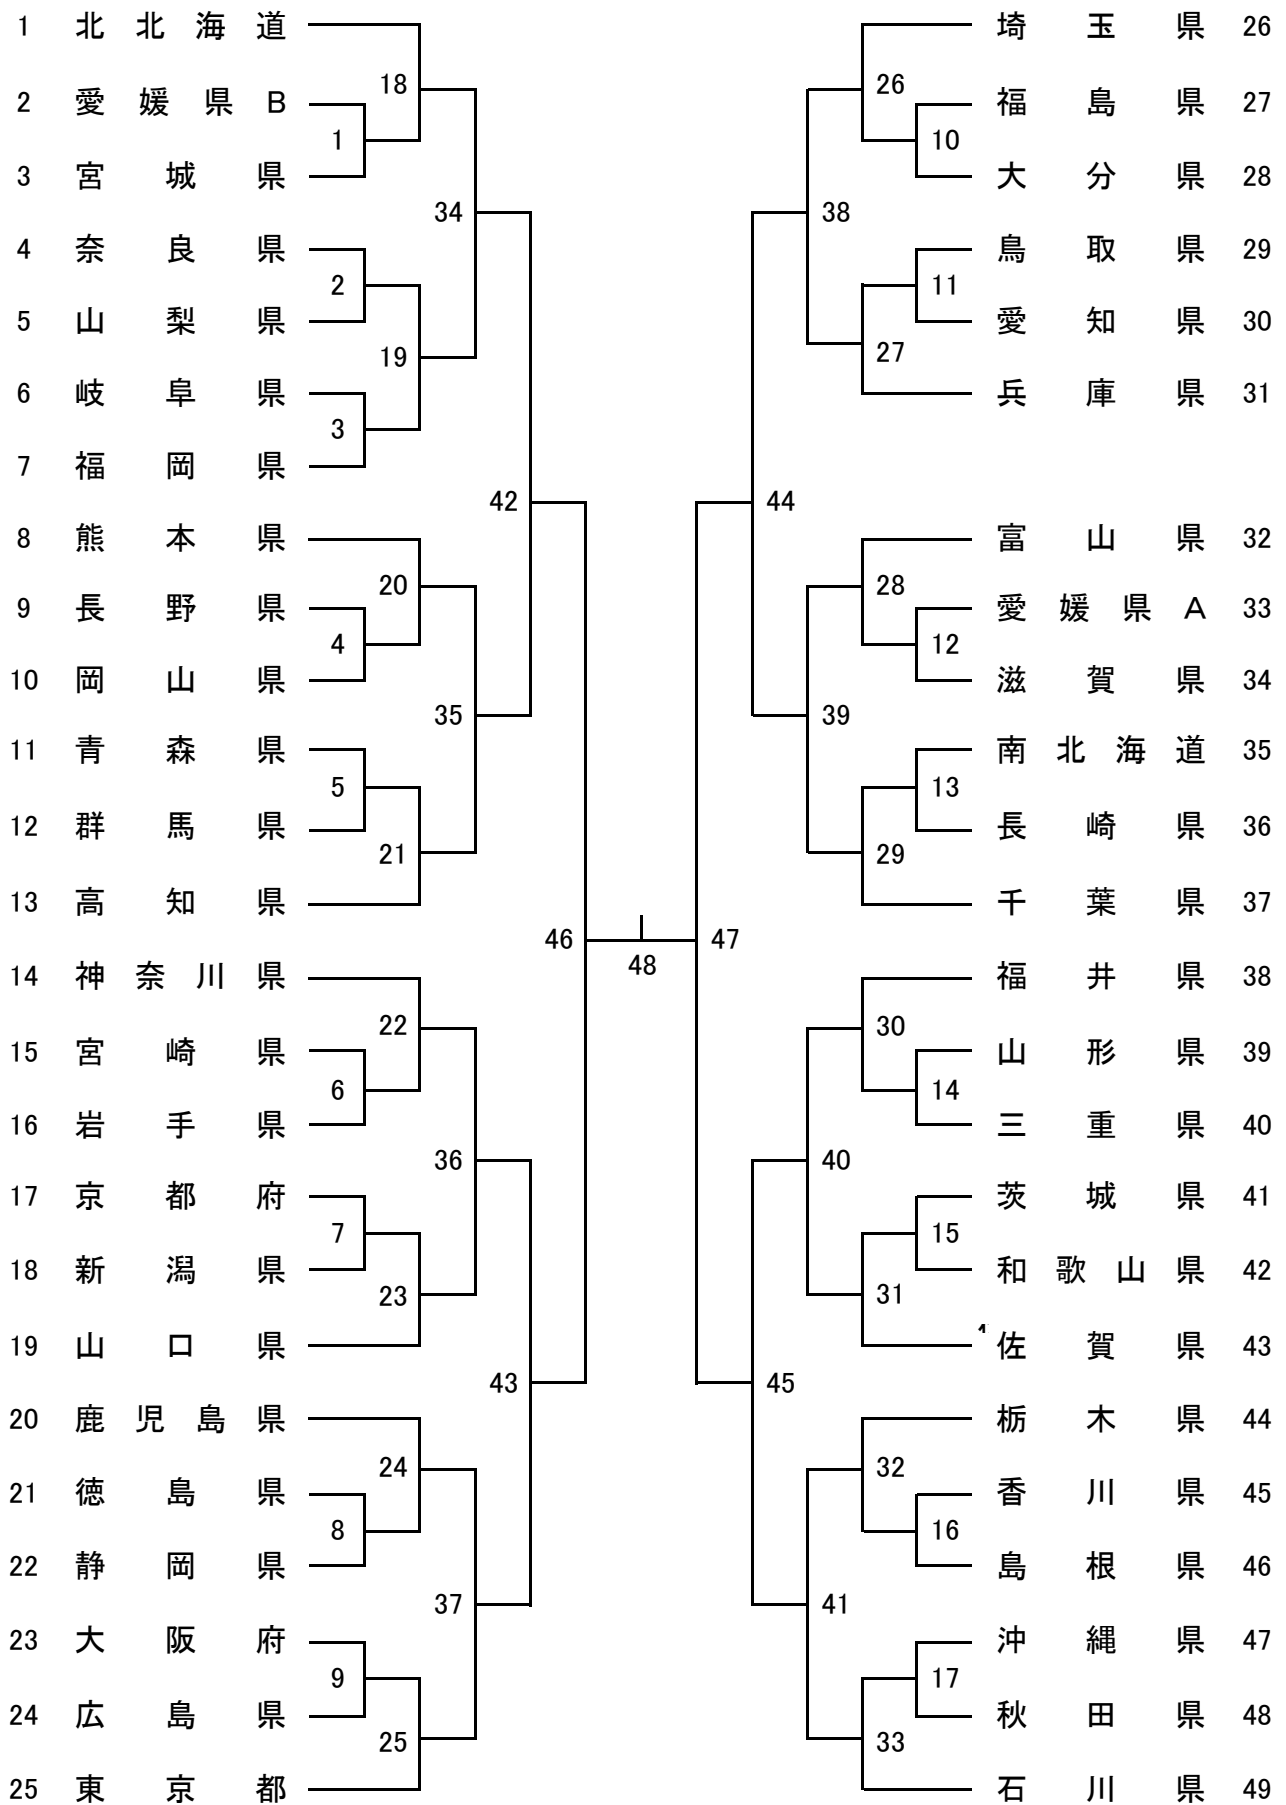 1 北北海道
18
2 愛媛県B
1
3 宮城県
34
4 奈良県
2
5 山梨県
19
6 岐阜県
3
7 福岡県
42
8 熊本県
20
9 長野県
4
10 岡山県
35
11 青森県
5
12 群馬県
21
13 高知県
46
14 神奈川県
22
15 宮崎県
6
16 岩手県
36
17 京都府
7
18 新潟県
23
19 山口県
43
20 鹿児島県
24
21 徳島県
8
22 静岡県
37
23 大阪府
9
24 広島県
25
25 東京都
48
埼玉県 26
26
福島県 27
10
大分県 28
38
鳥取県 29
11
愛知県 30
27
兵庫県 31
44
富山県 32
28
愛媛県A 33
12
滋賀県 34
39
南北海道 35
13
長崎県 36
29
千葉県 37
47
福井県 38
30
山形県 39
14
三重県 40
40
茨城県 41
15
和歌山県 42
31
佐賀県 43
45
栃木県 44
32
香川県 45
16
島根県 46
41
沖縄県 47
17
秋田県 48
33
石川県 49